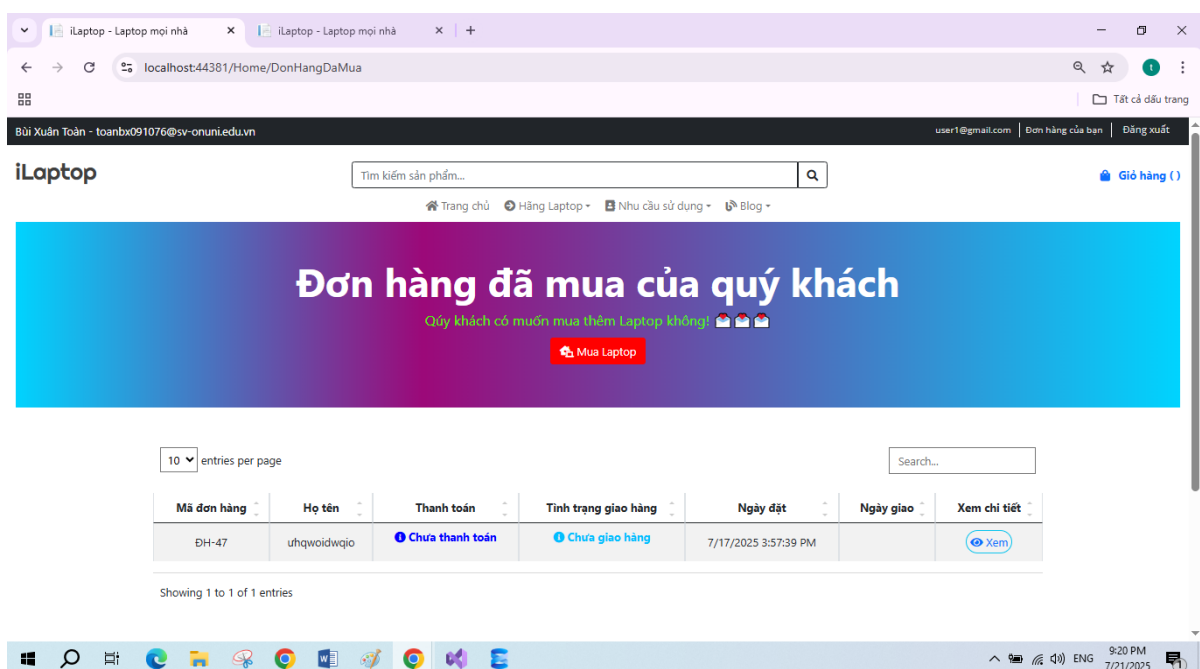 iLaptop - Laptop mọi nhà
iLaptop - Laptop mọi nhà
localhost:44381/Home/DonHangDaMua
t
Tất cả dấu trang
Bùi Xuân Toàn - toanbx091076@sv-onuni.edu.vn
user1@gmail.com
Đơn hàng của bạn
Đăng xuất
iLaptop
Tìm kiếm sản phẩm...
Giỏ hàng ( )
Trang chủ
Hãng Laptop
Nhu cầu sử dụng
Blog
Đơn hàng đã mua của quý khách
Qúy khách có muốn mua thêm Laptop không!
Mua Laptop
10 entries per page
Search...
Mã đơn hàng Họ tên Thanh toán Tình trạng giao hàng Ngày đặt Ngày giao Xem chi tiết
ĐH-47 ưhqwoidwqio Chưa thanh toán Chưa giao hàng 7/17/2025 3:57:39 PM Xem
Showing 1 to 1 of 1 entries
ENG
9:20 PM
7/21/2025